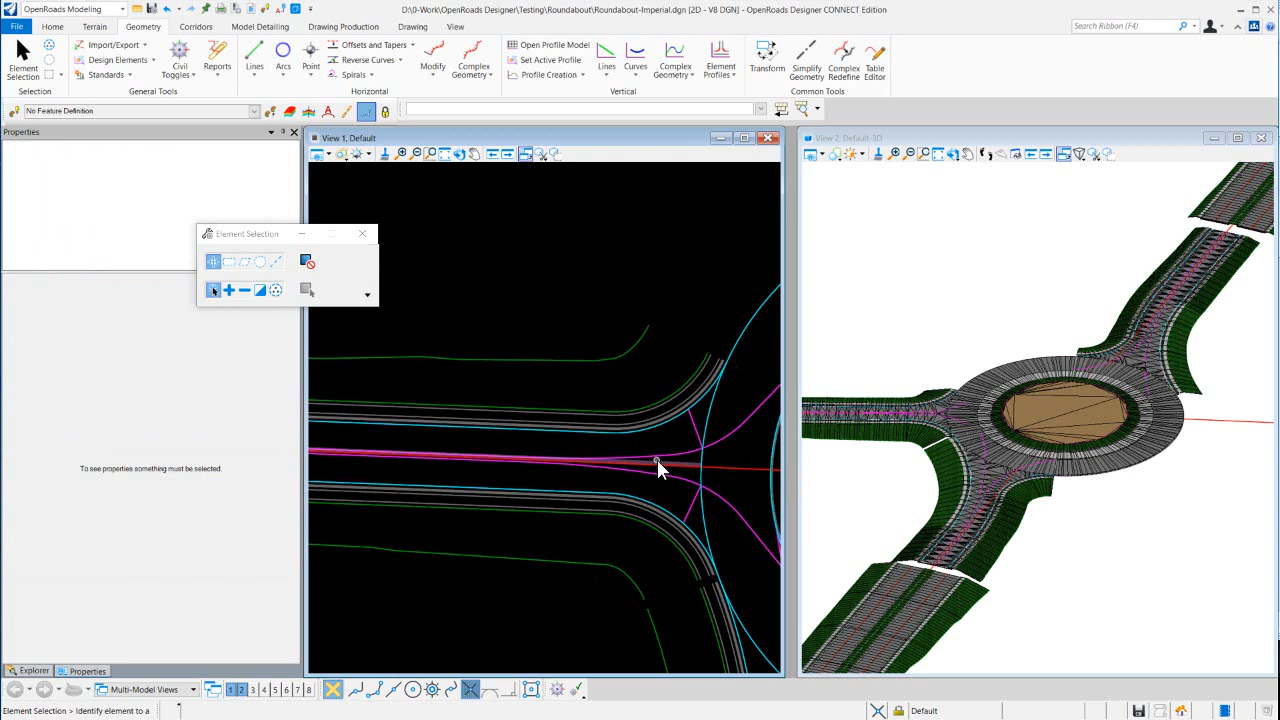 OpenRoads Modeling
D:\0-Work\OpenRoads Designer\Testing\Roundabout\Roundabout-Imperial.dgn [2D - V8 DGN] - OpenRoads Designer CONNECT Edition
File Home Terrain Geometry Corridors Model Detailing Drawing Production Drawing View
Search Ribbon (F4)
Element Selection
Import/Export
Design Elements
Standards
Civil Toggles
Reports
Lines
Arcs
Point
Offsets and Tapers
Reverse Curves
Spirals
Modify
Complex Geometry
Open Profile Model
Set Active Profile
Profile Creation
Lines
Curves
Complex Geometry
Element Profiles
Transform
Simplify Geometry
Complex Redefine
Table Editor
Selection General Tools Horizontal Vertical Common Tools
No Feature Definition
Properties
View 1, Default
View 2, Default-3D
Element Selection
To see properties something must be selected.
Explorer Properties
Multi-Model Views
1 2 3 4 5 6 7 8
Element Selection > Identify element to a
Default